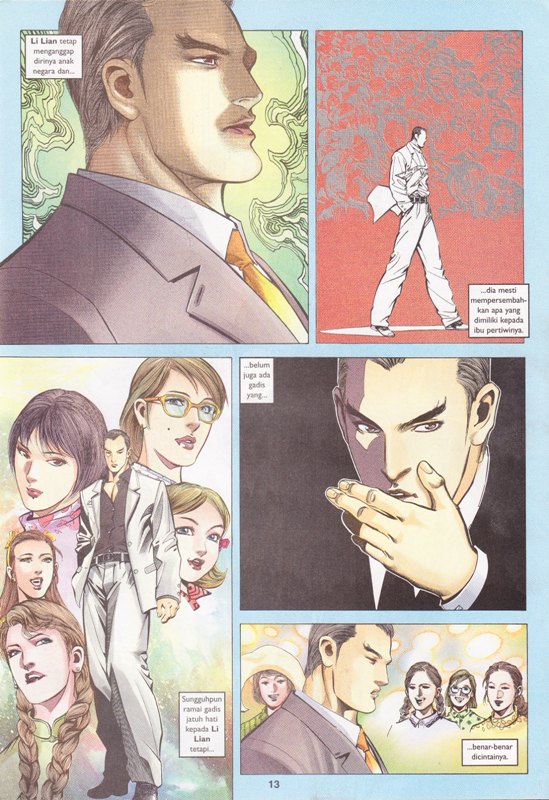 Li Lian tetap
menganggap
dirinya anak
negara dan...
...dia mesti
mempersembah-
kan apa yang
dimiliki kepada
ibu pertiwinya.
Sungguhpun
ramai gadis
jatuh hati
kepada Li
Lian tetapi...
...belum
juga ada
gadis
yang...
...benar-benar
dicintainya.
13